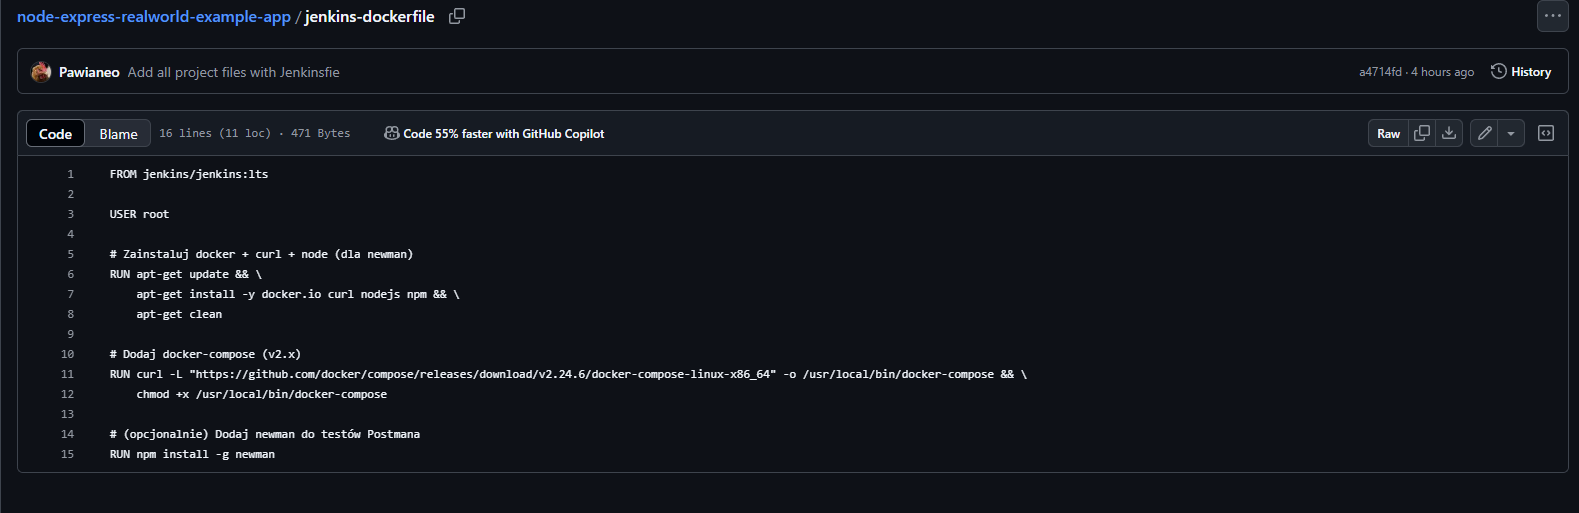 node-express-realworld-example-app / jenkins-dockerfile
Pawianeo Add all project files with Jenkinsfie
a4714fd · 4 hours ago History
Code Blame 16 lines (11 loc) · 471 Bytes Code 55% faster with GitHub Copilot Raw
1 FROM jenkins/jenkins:lts
2
3 USER root
4
5 # Zainstaluj docker + curl + node (dla newman)
6 RUN apt-get update && \
7 apt-get install -y docker.io curl nodejs npm && \
8 apt-get clean
9
10 # Dodaj docker-compose (v2.x)
11 RUN curl -L "https://github.com/docker/compose/releases/download/v2.24.6/docker-compose-linux-x86_64" -o /usr/local/bin/docker-compose && \
12 chmod +x /usr/local/bin/docker-compose
13
14 # (opcjonalnie) Dodaj newman do testów Postmana
15 RUN npm install -g newman